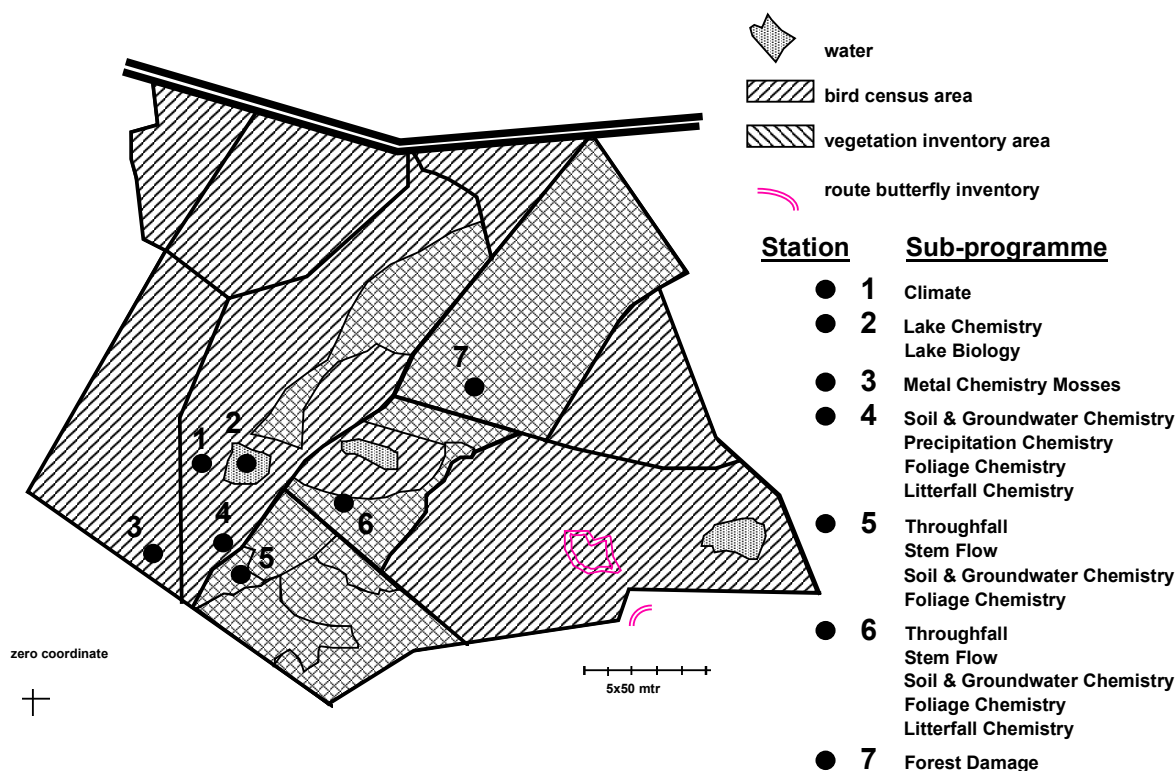 water
bird census area
vegetation inventory area
route butterfly inventory
Station Sub-programme
1 Climate
2 Lake Chemistry
Lake Biology
3 Metal Chemistry Mosses
4 Soil & Groundwater Chemistry
Precipitation Chemistry
Foliage Chemistry
Litterfall Chemistry
5 Throughfall
Stem Flow
Soil & Groundwater Chemistry
Foliage Chemistry
6 Throughfall
Stem Flow
Soil & Groundwater Chemistry
Foliage Chemistry
Litterfall Chemistry
7 Forest Damage
7
2
1
6
4
3
5
zero coordinate
5x50 mtr